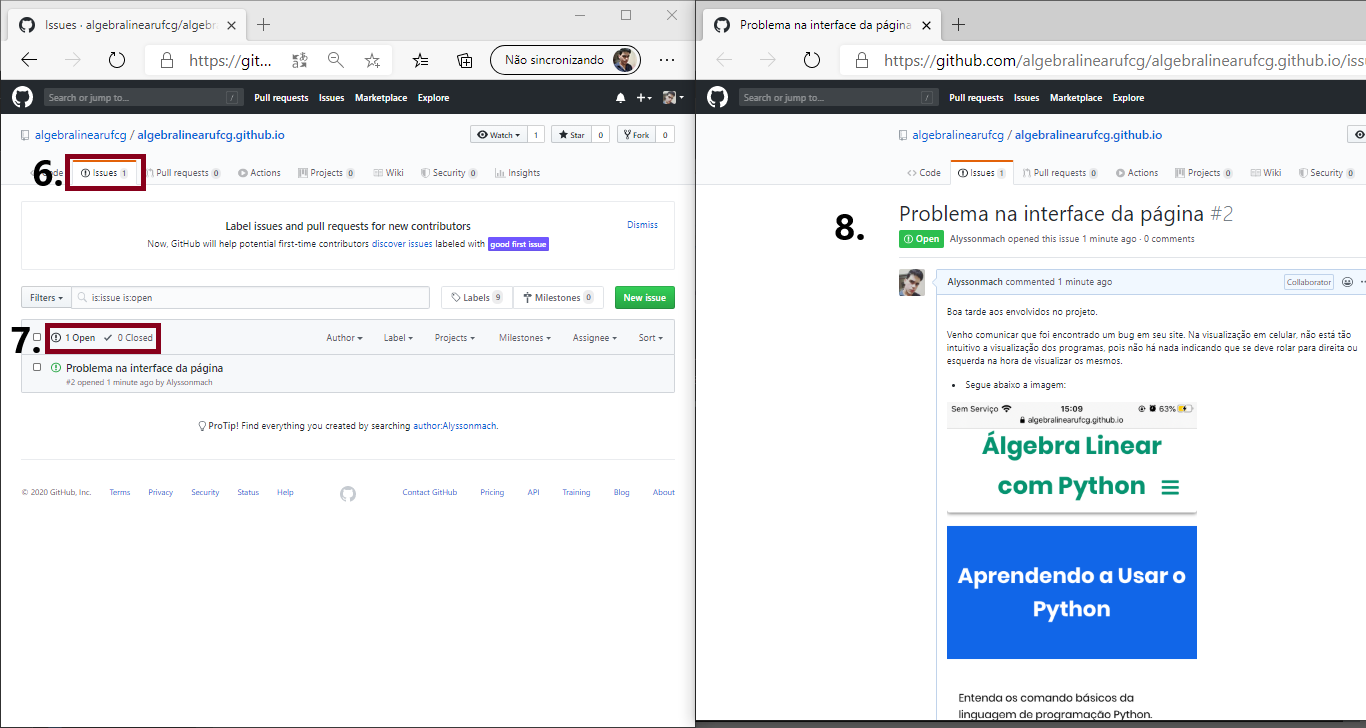 Issues · algebralinearufcg/algebr
https://git...
Não sincronizando
Search or jump to...
/
Pull requests Issues Marketplace Explore
algebralinearufcg / algebralinearufcg.github.io
Watch 1 Star 0 Fork 0
6.
Code Issues 1 Pull requests 0 Actions Projects 0 Wiki Security 0 Insights
Label issues and pull requests for new contributors
Dismiss
Now, GitHub will help potential first-time contributors discover issues labeled with good first issue
Filters is:issue is:open Labels 9 Milestones 0 New issue
7.
1 Open 0 Closed Author Label Projects Milestones Assignee Sort
Problema na interface da página
#2 opened 1 minute ago by Alyssonmach
ProTip! Find everything you created by searching author:Alyssonmach.
© 2020 GitHub, Inc. Terms Privacy Security Status Help Contact GitHub Pricing API Training Blog About
Problema na interface da página
https://github.com/algebralinearufcg/algebralinearufcg.github.io/issu
Search or jump to...
/
Pull requests Issues Marketplace Explore
algebralinearufcg / algebralinearufcg.github.io
Code Issues 1 Pull requests 0 Actions Projects 0 Wiki Security 0
8.
Problema na interface da página #2
Open Alyssonmach opened this issue 1 minute ago · 0 comments
Alyssonmach commented 1 minute ago
Collaborator
Boa tarde aos envolvidos no projeto.
Venho comunicar que foi encontrado um bug em seu site. Na visualização em celular, não está tão
intuitivo a visualização dos programas, pois não há nada indicando que se deve rolar para direita ou
esquerda na hora de visualizar os mesmos.
• Segue abaixo a imagem:
Sem Serviço 15:09 63%
algebralinearufcg.github.io
Álgebra Linear
com Python
Aprendendo a Usar o
Python
Entenda os comando básicos da
linguagem de programação Python.